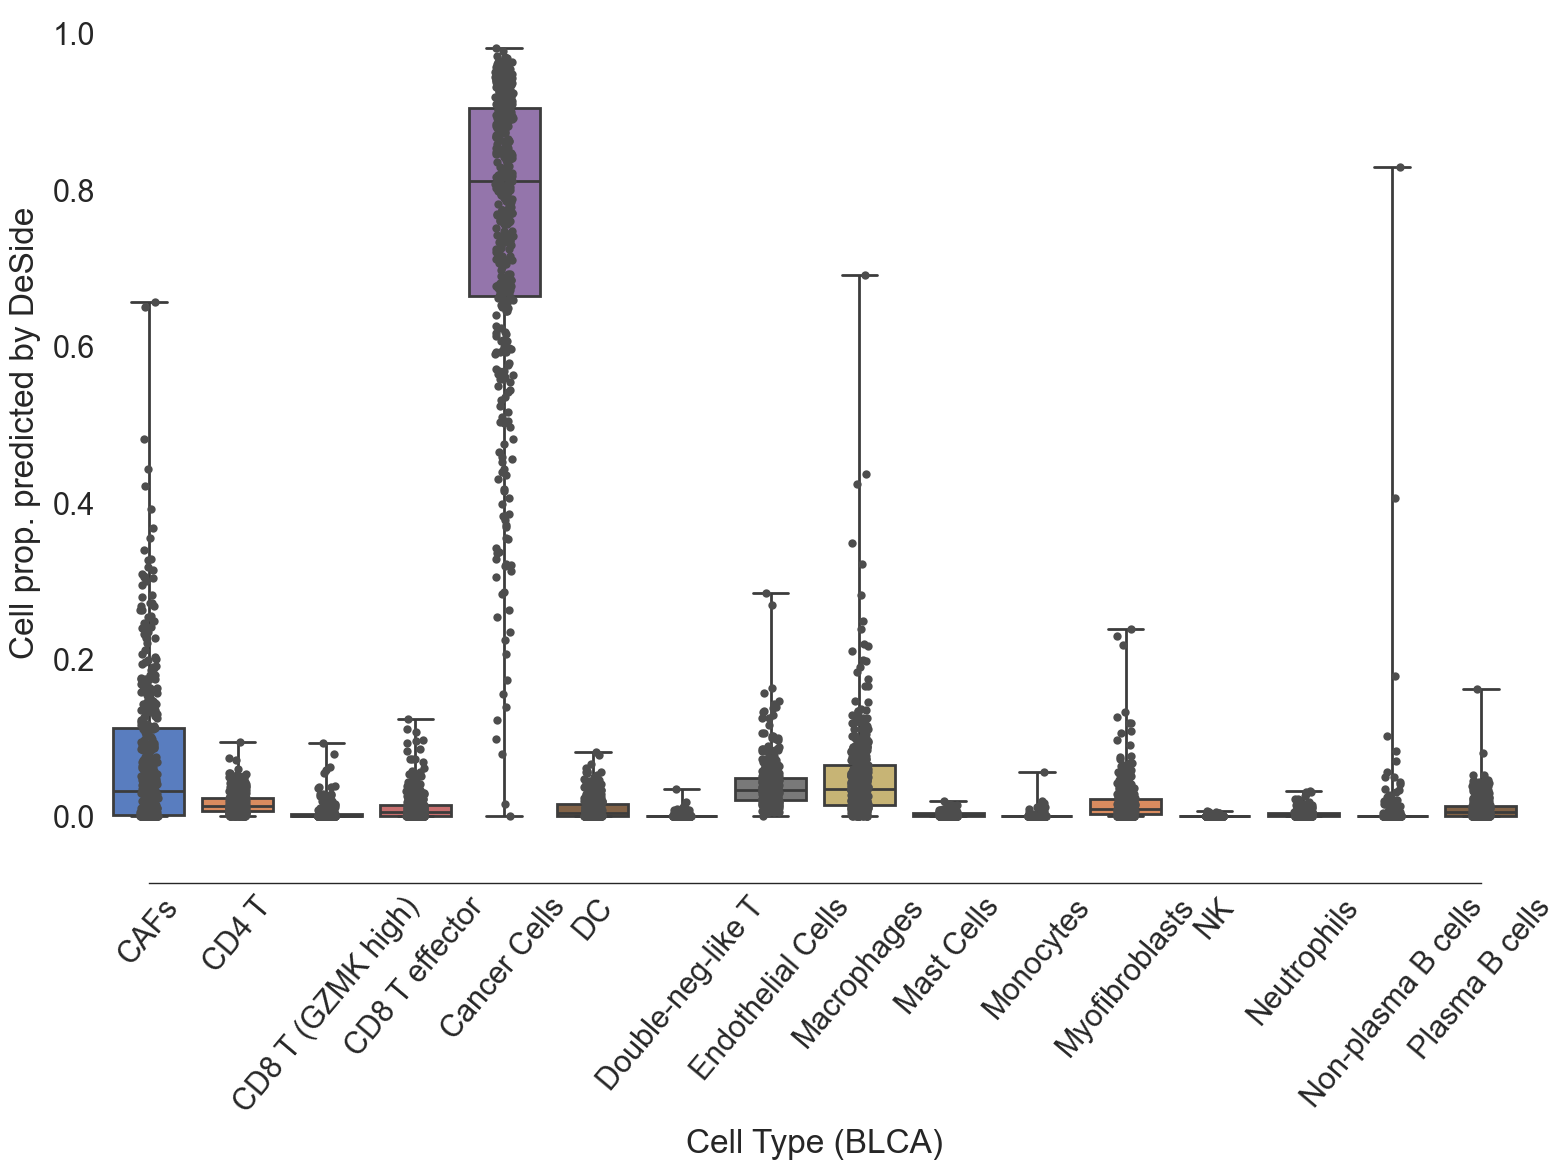 1.0
0.8
0.6
0.4
0.2
0.0
Cell prop. predicted by DeSide
CAFs
CD4 T
CD8 T (GZMK high)
CD8 T effector
Cancer Cells
DC
Double-neg-like T
Endothelial Cells
Macrophages
Mast Cells
Monocytes
Myofibroblasts
NK
Neutrophils
Non-plasma B cells
Plasma B cells
Cell Type (BLCA)